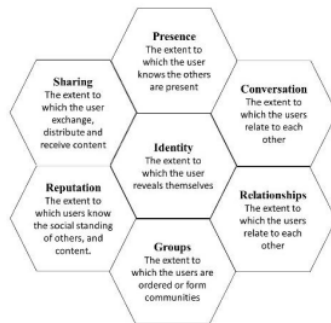 Presence
The extent to
which the user
knows the others
are present
Sharing
The extent to
which the user
exchange,
distribute and
receive content
Conversation
The extent to
which the users
relate to each
other
Identity
The extent to
which the user
reveals themselves
Reputation
The extent to
which users know
the social standing
of others, and
content.
Relationships
The extent to
which the users
relate to each
other
Groups
The extent to
which the users are
ordered or form
communities